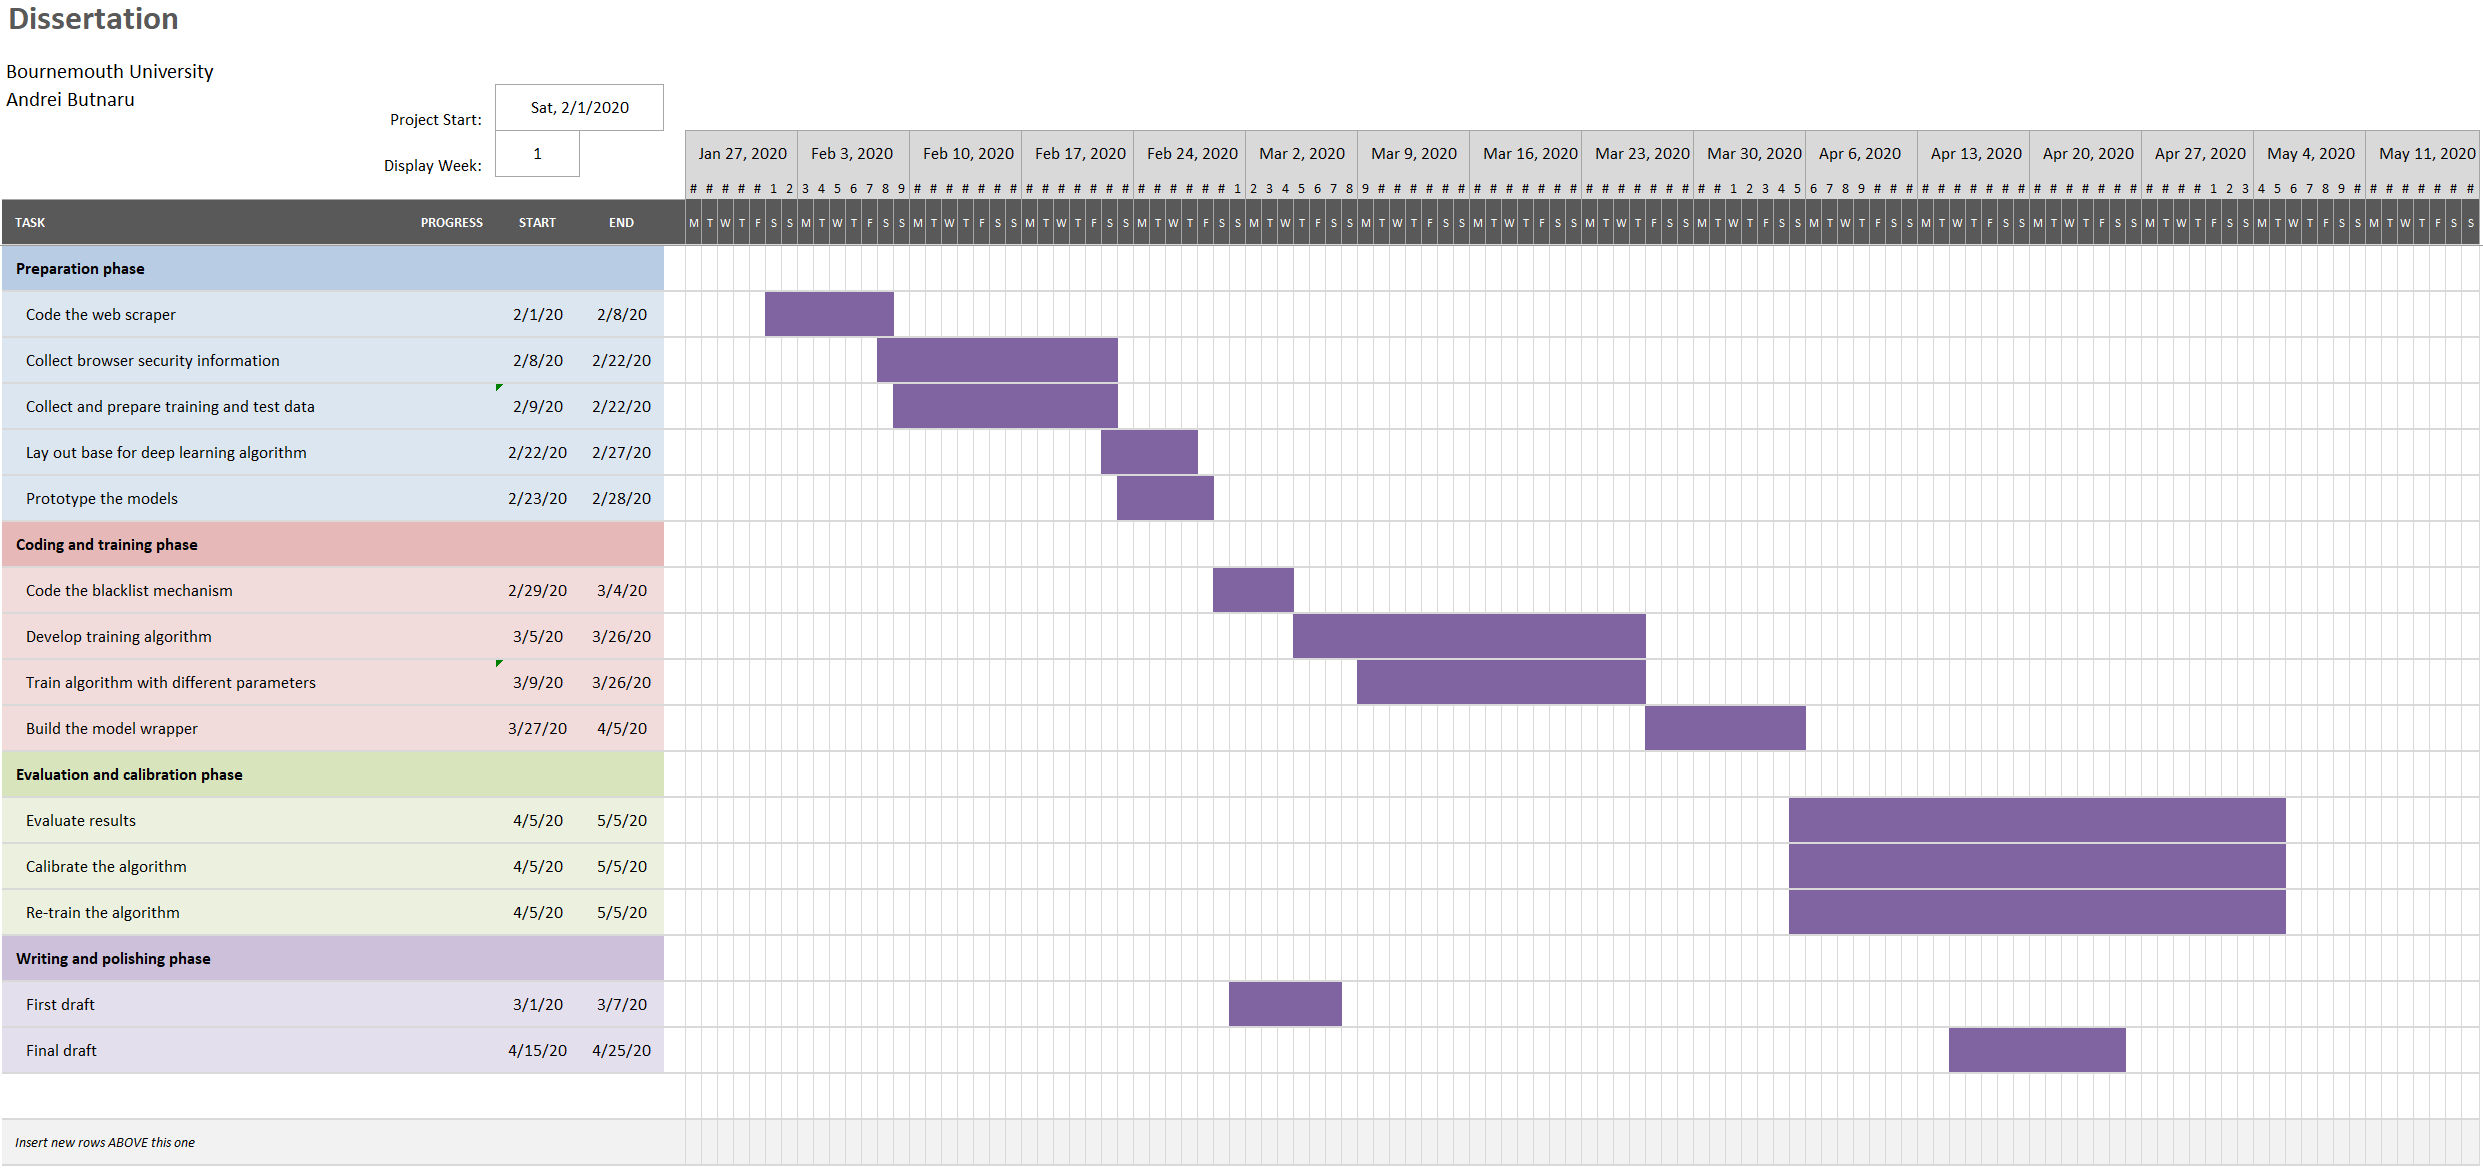 Dissertation
Bournemouth University
Andrei Butnaru
Project Start: Sat, 2/1/2020
Display Week: 1
Jan 27, 2020 Feb 3, 2020 Feb 10, 2020 Feb 17, 2020 Feb 24, 2020 Mar 2, 2020 Mar 9, 2020 Mar 16, 2020 Mar 23, 2020 Mar 30, 2020 Apr 6, 2020 Apr 13, 2020 Apr 20, 2020 Apr 27, 2020 May 4, 2020 May 11, 2020
# # # # # 1 2 3 4 5 6 7 8 9 # # # # # # # # # # # # # # # # # # # # 1 2 3 4 5 6 7 8 9 # # # # # # # # # # # # # # # # # # # # # # 1 2 3 4 5 6 7 8 9 # # # # # # # # # # # # # # # # # # # # # 1 2 3 4 5 6 7 8 9 # # # # # # # #
TASK PROGRESS START END M T W T F S S M T W T F S S M T W T F S S M T W T F S S M T W T F S S M T W T F S S M T W T F S S M T W T F S S M T W T F S S M T W T F S S M T W T F S S M T W T F S S M T W T F S S M T W T F S S M T W T F S S M T W T F S S
Preparation phase
Code the web scraper 2/1/20 2/8/20
Collect browser security information 2/8/20 2/22/20
Collect and prepare training and test data 2/9/20 2/22/20
Lay out base for deep learning algorithm 2/22/20 2/27/20
Prototype the models 2/23/20 2/28/20
Coding and training phase
Code the blacklist mechanism 2/29/20 3/4/20
Develop training algorithm 3/5/20 3/26/20
Train algorithm with different parameters 3/9/20 3/26/20
Build the model wrapper 3/27/20 4/5/20
Evaluation and calibration phase
Evaluate results 4/5/20 5/5/20
Calibrate the algorithm 4/5/20 5/5/20
Re-train the algorithm 4/5/20 5/5/20
Writing and polishing phase
First draft 3/1/20 3/7/20
Final draft 4/15/20 4/25/20
Insert new rows ABOVE this one